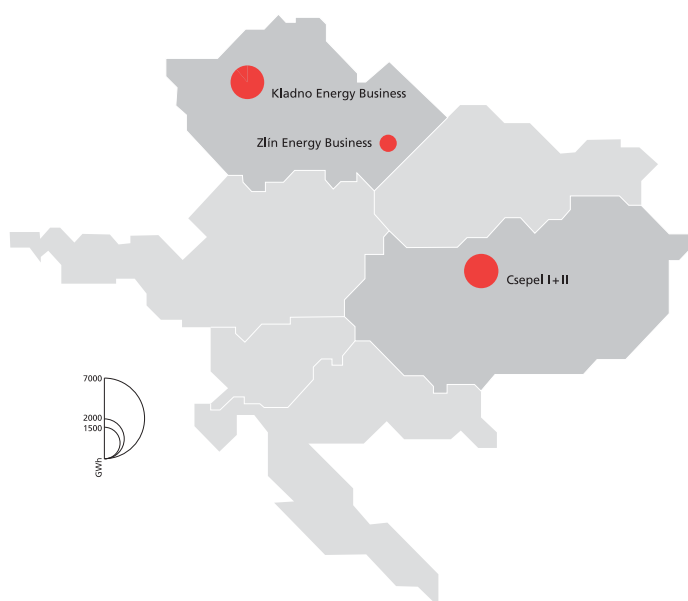 Kladno Energy Business
Zlín Energy Business
Csepel I+II
7000
2000
1500
GWh